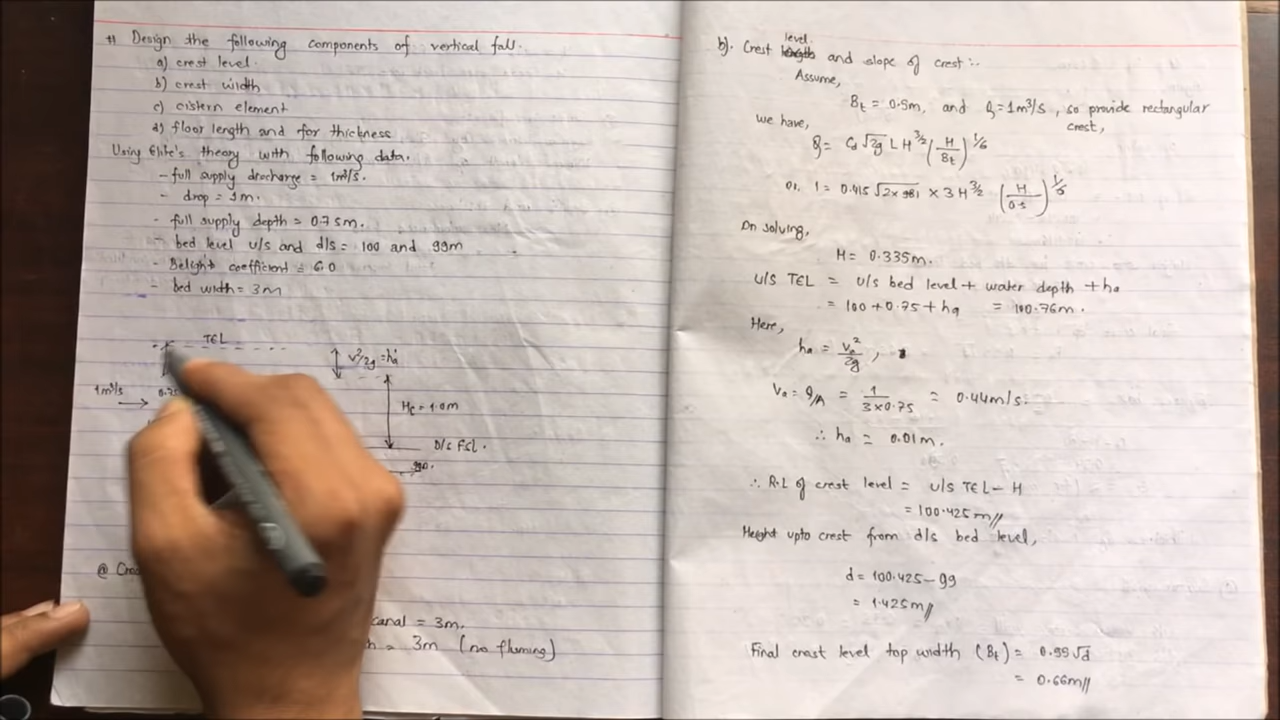 #) Design the following components of vertical fall.
a) crest level.
b) crest width
c) cistern element
d) floor length and for thickness
Using Elite's theory with following data.
- full supply discharge = 1m³/s.
- drop = 1m.
- full supply depth = 0.75m.
- bed level u/s and d/s = 100 and 99m
- Beligh's coefficient = 6.0
- bed width = 3m
TEL
V²/2g = ha
1m³/s
0.75
Hc = 1.0m
D/S FSL.
990.
@ Cres
canal = 3m.
= 3m (no fluming)
b). Crest level and slope of crest :-
Assume,
Bt = 0.5m, and Q = 1m³/s, so provide rectangular
crest,
We have,
Q = Cd √2g L H^3/2 (H/Bt)^1/6
or, 1 = 0.415 √2×981 × 3 H^3/2 (H/0.5)^1/6
On solving,
H = 0.335m.
U/S TEL = U/S bed level + water depth + ha
= 100 + 0.75 + ha = 100.76m.
Here,
ha = Va²/2g,
Va = Q/A = 1/3×0.75 = 0.44m/s.
∴ ha = 0.01m.
∴ R.L of crest level = U/S TEL - H
= 100.425m//
Height upto crest from d/s bed level,
d = 100.425 - 99
= 1.425m//
Final crest level top width (Bt) = 0.55√d
= 0.66m//